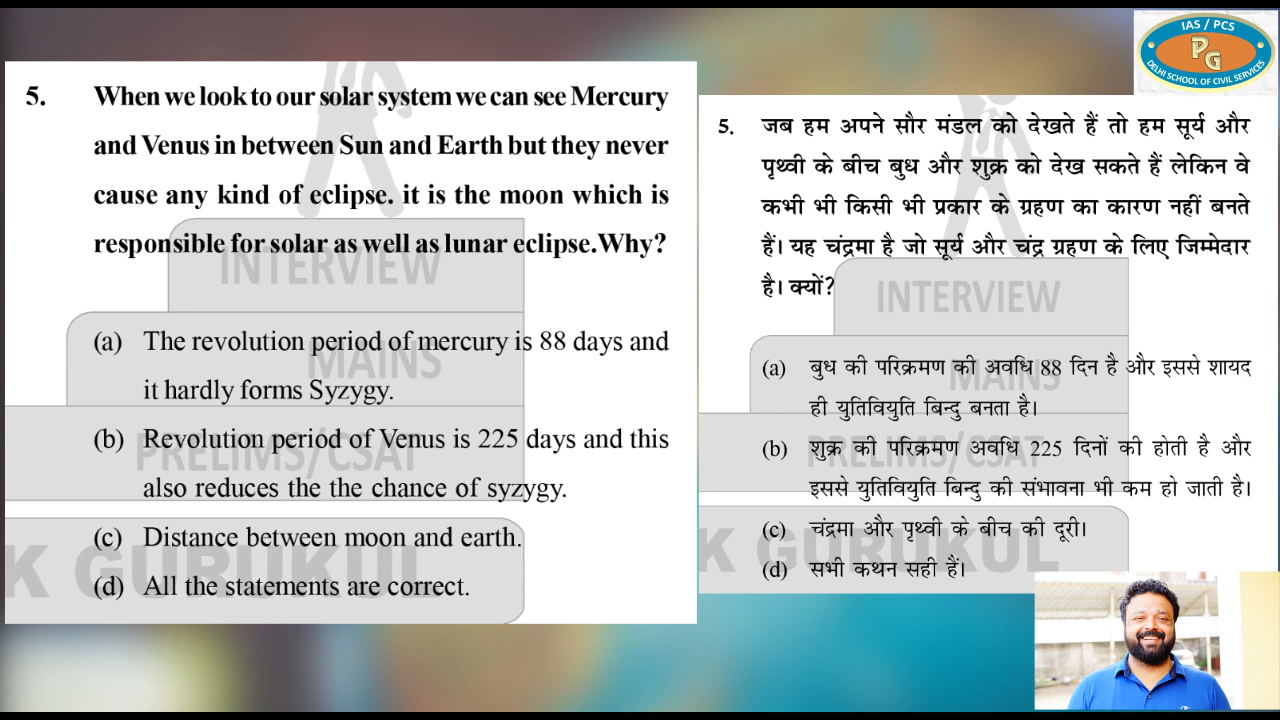 IAS / PCS
PG
DELHI SCHOOL OF CIVIL SERVICES
5. When we look to our solar system we can see Mercury
and Venus in between Sun and Earth but they never
cause any kind of eclipse. it is the moon which is
responsible for solar as well as lunar eclipse.Why?
INTERVIEW
(a) The revolution period of mercury is 88 days and
MAINS
it hardly forms Syzygy.
(b) Revolution period of Venus is 225 days and this
PRELIMS/CSAT
also reduces the the chance of syzygy.
(c) Distance between moon and earth.
K GURUKUL
(d) All the statements are correct.
5. जब हम अपने सौर मंडल को देखते हैं तो हम सूर्य और
पृथ्वी के बीच बुध और शुक्र को देख सकते हैं लेकिन वे
कभी भी किसी भी प्रकार के ग्रहण का कारण नहीं बनते
हैं। यह चंद्रमा है जो सूर्य और चंद्र ग्रहण के लिए जिम्मेदार
है। क्यों?
INTERVIEW
(a) बुध की परिक्रमण की अवधि 88 दिन है और इससे शायद
MAINS
ही युतिवियुति बिन्दु बनता है।
(b) शुक्र की परिक्रमण अवधि 225 दिनों की होती है और
PRELIMS/CSAT
इससे युतिवियुति बिन्दु की संभावना भी कम हो जाती है।
(c) चंद्रमा और पृथ्वी के बीच की दूरी।
K GURUKUL
(d) सभी कथन सही हैं।